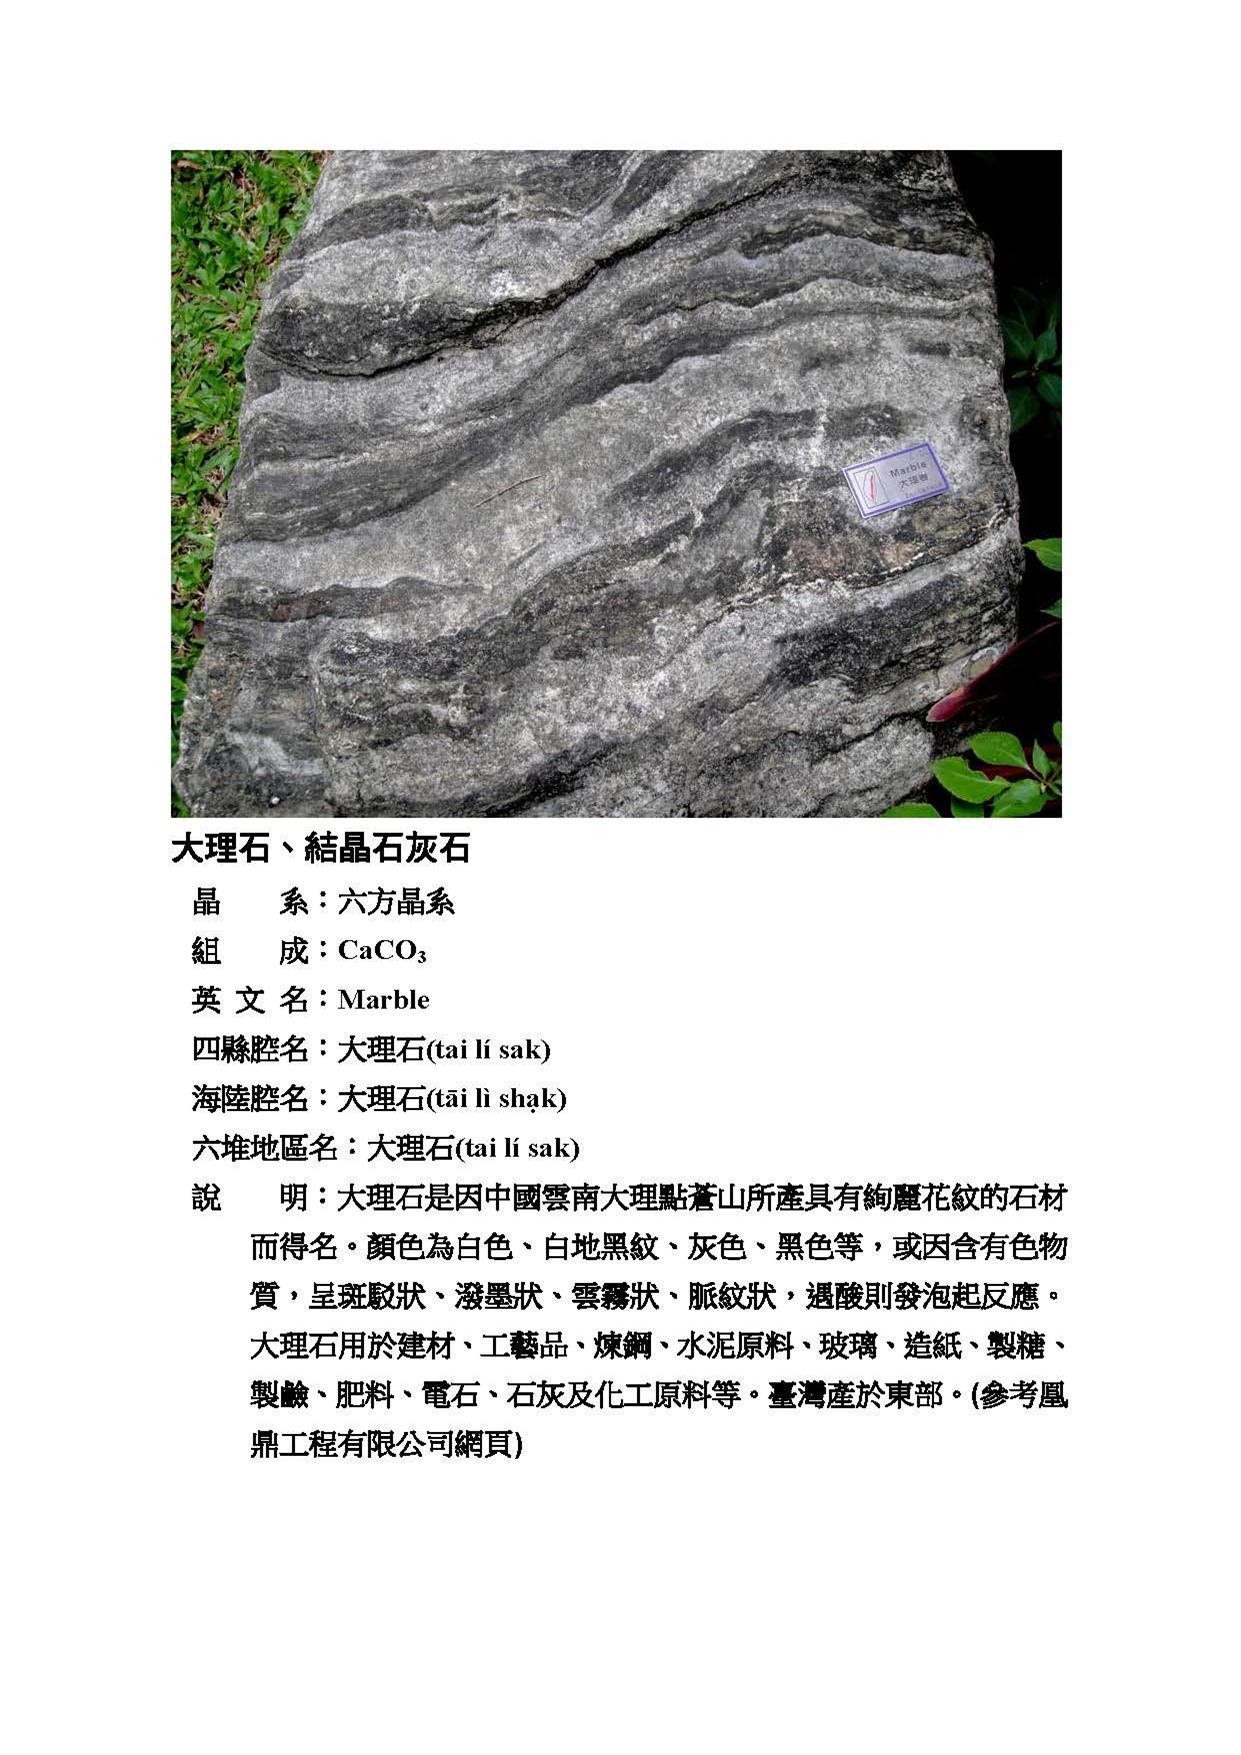 Marble
大理岩
大理石、結晶石灰石
晶　　系：六方晶系
組　　成：CaCO₃
英 文 名：Marble
四縣腔名：大理石(tai lí sak)
海陸腔名：大理石(tāi lì sha̍k)
六堆地區名：大理石(tai lí sak)
說　　明：大理石是因中國雲南大理點蒼山所產具有絢麗花紋的石材
而得名。顏色為白色、白地黑紋、灰色、黑色等，或因含有色物
質，呈斑駁狀、潑墨狀、雲霧狀、脈紋狀，遇酸則發泡起反應。
大理石用於建材、工藝品、煉鋼、水泥原料、玻璃、造紙、製糖、
製鹼、肥料、電石、石灰及化工原料等。臺灣產於東部。(參考凰
鼎工程有限公司網頁)